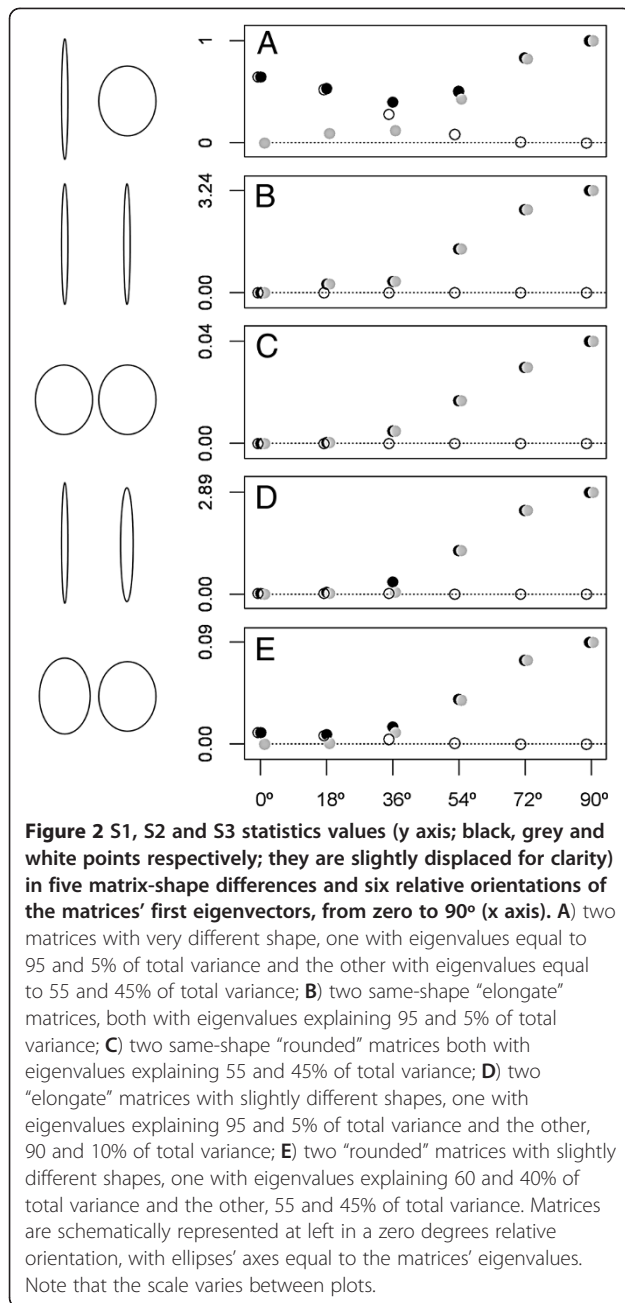 A
1
0
B
3.24
0.00
C
0.04
0.00
D
2.89
0.00
E
0.09
0.00
0º 18º 36º 54º 72º 90º
Figure 2 S1, S2 and S3 statistics values (y axis; black, grey and
white points respectively; they are slightly displaced for clarity)
in five matrix-shape differences and six relative orientations of
the matrices’ first eigenvectors, from zero to 90º (x axis). A) two
matrices with very different shape, one with eigenvalues equal to
95 and 5% of total variance and the other with eigenvalues equal
to 55 and 45% of total variance; B) two same-shape “elongate”
matrices, both with eigenvalues explaining 95 and 5% of total
variance; C) two same-shape “rounded” matrices both with
eigenvalues explaining 55 and 45% of total variance; D) two
“elongate” matrices with slightly different shapes, one with
eigenvalues explaining 95 and 5% of total variance and the other,
90 and 10% of total variance; E) two “rounded” matrices with slightly
different shapes, one with eigenvalues explaining 60 and 40% of
total variance and the other, 55 and 45% of total variance. Matrices
are schematically represented at left in a zero degrees relative
orientation, with ellipses’ axes equal to the matrices’ eigenvalues.
Note that the scale varies between plots.